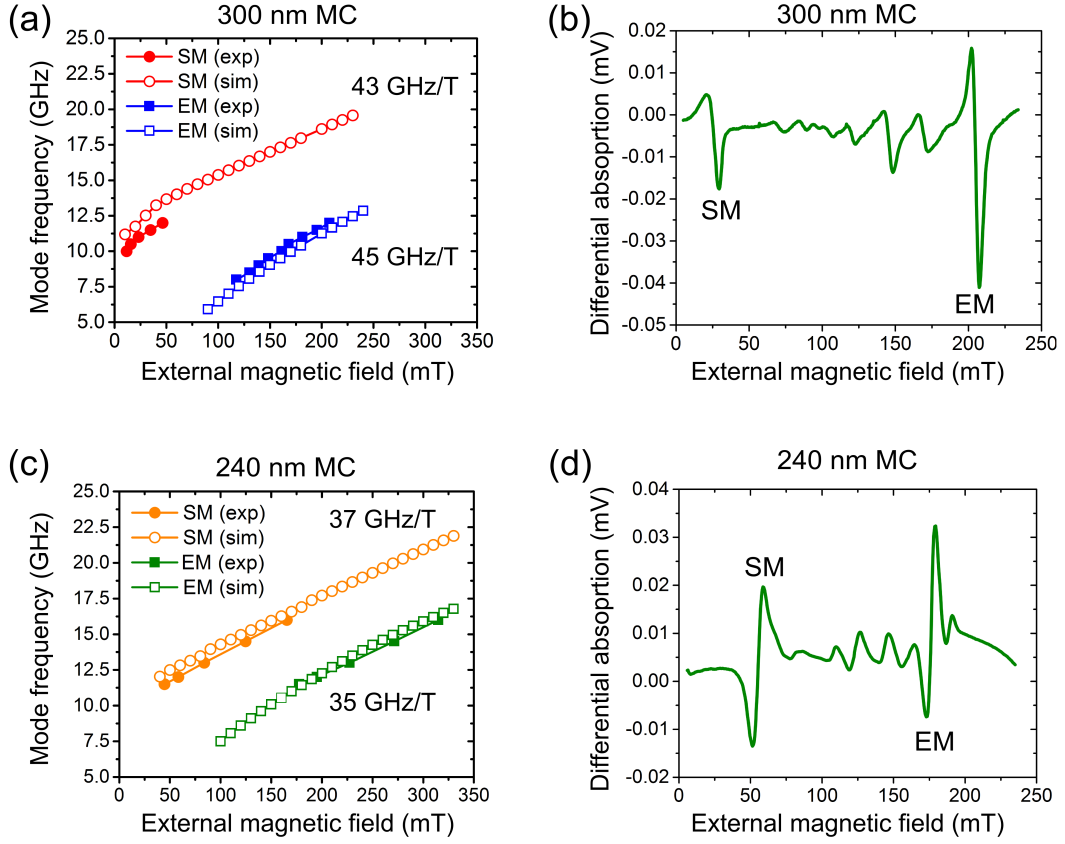 (a)
300 nm MC
25.0
22.5
20.0
17.5
15.0
12.5
10.0
7.5
5.0
Mode frequency (GHz)
SM (exp)
SM (sim)
EM (exp)
EM (sim)
43 GHz/T
45 GHz/T
0 50 100 150 200 250 300 350
External magnetic field (mT)
(b)
300 nm MC
0.02
0.01
0.00
-0.01
-0.02
-0.03
-0.04
-0.05
Differential absoprtion (mV)
SM
EM
0 50 100 150 200 250
External magnetic field (mT)
(c)
240 nm MC
25.0
22.5
20.0
17.5
15.0
12.5
10.0
7.5
5.0
Mode frequency (GHz)
SM (exp)
SM (sim)
EM (exp)
EM (sim)
37 GHz/T
35 GHz/T
0 50 100 150 200 250 300 350
External magnetic field (mT)
(d)
240 nm MC
0.04
0.03
0.02
0.01
0.00
-0.01
-0.02
Differential absoprtion (mV)
SM
EM
0 50 100 150 200 250
External magnetic field (mT)